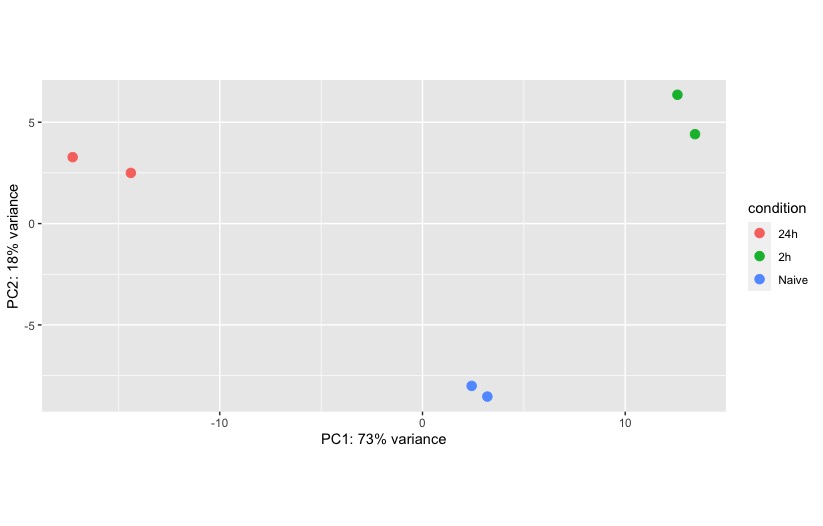 5
0
-5
-10
0
10
PC1: 73% variance
PC2: 18% variance
condition
24h
2h
Naive